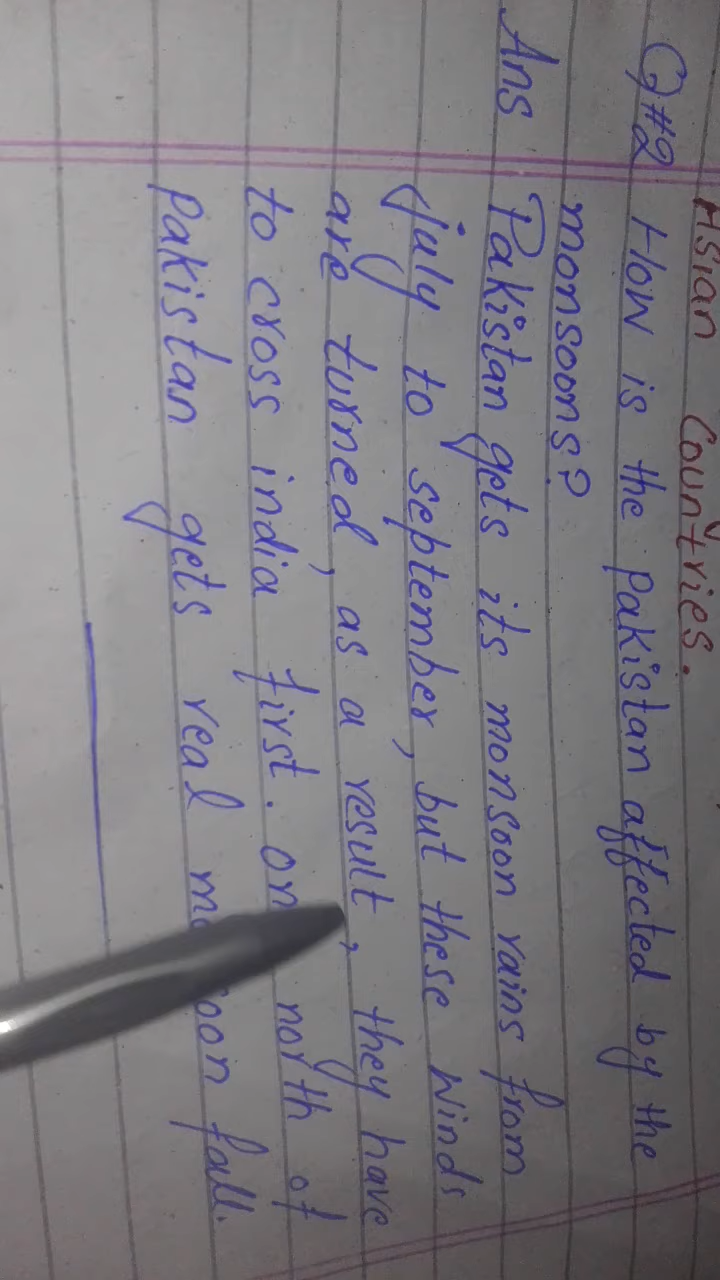 Asian Countries.
Q#2 How is the pakistan affected by the
monsoons?
Ans Pakistan gets its monsoon rains from
july to september, but these winds
are turned, as a result, they have
to cross india first. north of
pakistan gets real fall.